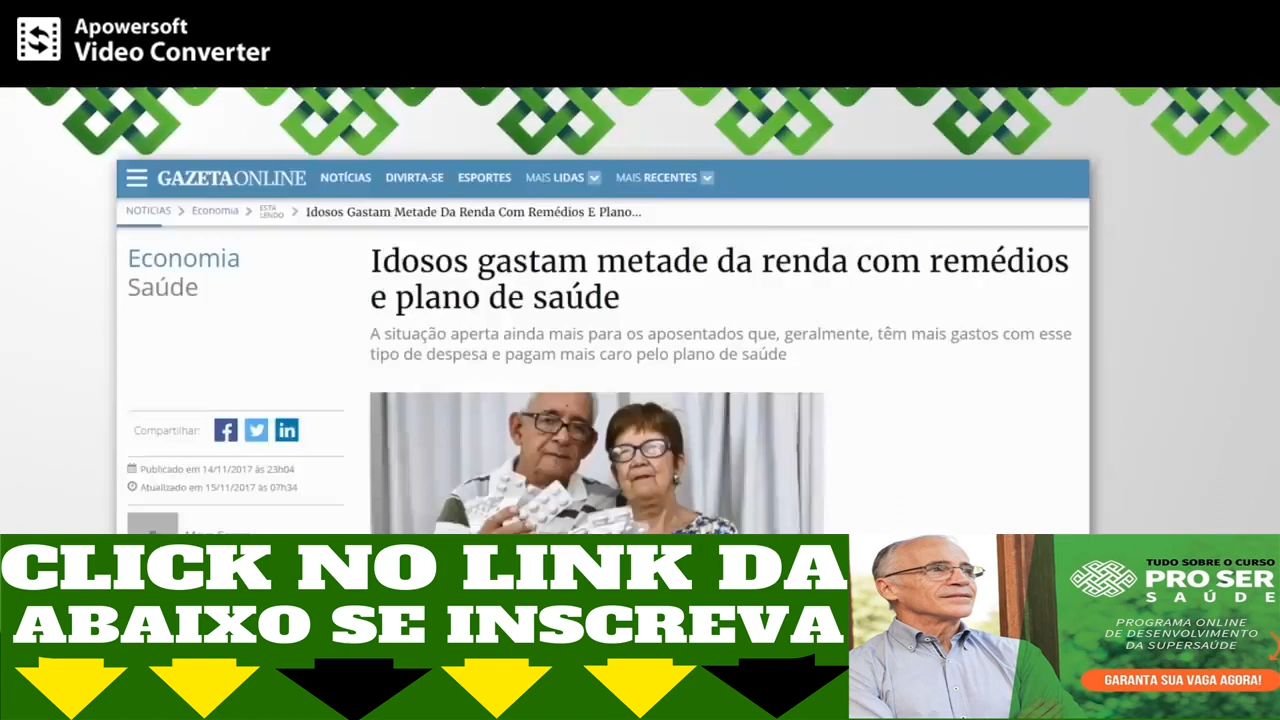 Apowersoft
Video Converter
GAZETAONLINE NOTÍCIAS DIVIRTA-SE ESPORTES MAIS LIDAS MAIS RECENTES
NOTICIAS Economia ESTÁ LENDO Idosos Gastam Metade Da Renda Com Remédios E Plano...
Economia
Saúde
Idosos gastam metade da renda com remédios
e plano de saúde
A situação aperta ainda mais para os aposentados que, geralmente, têm mais gastos com esse
tipo de despesa e pagam mais caro pelo plano de saúde
Compartilhar:
Publicado em 14/11/2017 às 23h04
Atualizado em 15/11/2017 às 07h34
CLICK NO LINK DA
ABAIXO SE INSCREVA
TUDO SOBRE O CURSO
PRO SER
SAÚDE
PROGRAMA ONLINE
DE DESENVOLVIMENTO
DA SUPERSAÚDE
GARANTA SUA VAGA AGORA!